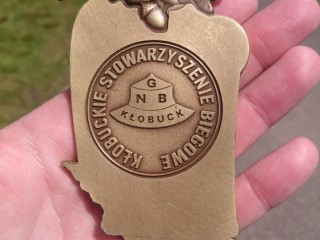 KŁOBUCKIE STOWARZYSZENIE BIEGOWE
G
N B
KŁOBUCK